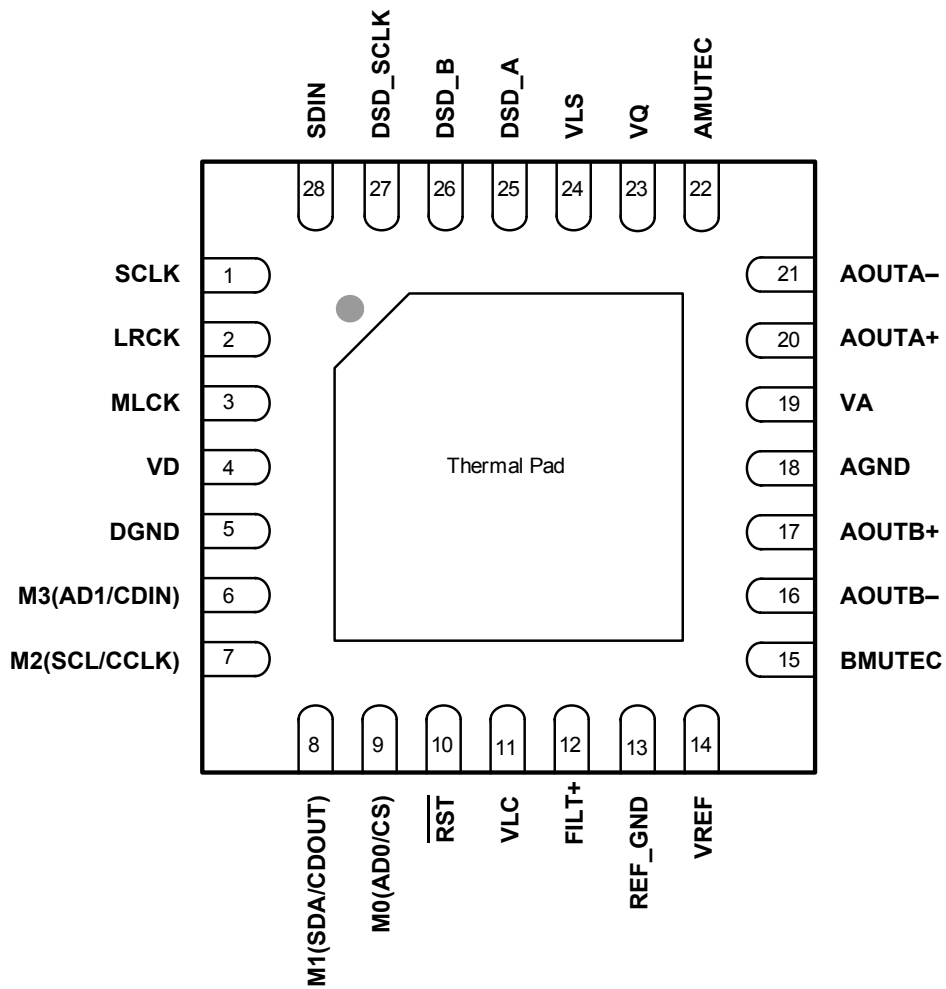 SDIN
DSD_SCLK
DSD_B
DSD_A
VLS
VQ
AMUTEC
28
27
26
25
24
23
22
SCLK 1
21 AOUTA–
LRCK 2
20 AOUTA+
MLCK 3
19 VA
VD 4
Thermal Pad
18 AGND
DGND 5
17 AOUTB+
M3(AD1/CDIN) 6
16 AOUTB–
M2(SCL/CCLK) 7
15 BMUTEC
8
9
10
11
12
13
14
M1(SDA/CDOUT)
M0(AD0/CS)
RST
VLC
FILT+
REF_GND
VREF